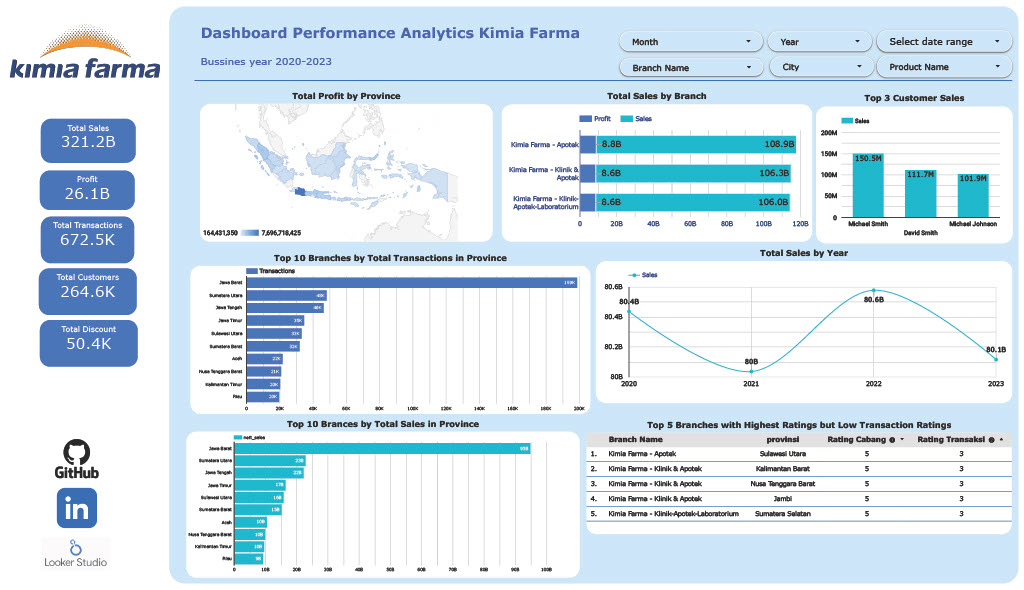 kimia farma
Dashboard Performance Analytics Kimia Farma
Bussines year 2020-2023
Month
Year
Select date range
Branch Name
City
Product Name
Total Sales
321.2B
Profit
26.1B
Total Transactions
672.5K
Total Customers
264.6K
Total Discount
50.4K
GitHub
in
Looker Studio
Total Profit by Province
164,431,350
7,696,718,425
Total Sales by Branch
Profit
Sales
Kimia Farma - Apotek
8.8B
108.9B
Kimia Farma - Klinik &
Apotek
8.6B
106.3B
Kimia Farma - Klinik-
Apotek-Laboratorium
8.6B
106.0B
0 20B 40B 60B 80B 100B 120B
Top 3 Customer Sales
Sales
200M
150M
100M
50M
0
150.5M
111.7M
101.9M
Michael Smith
David Smith
Michael Johnson
Top 10 Branches by Total Transactions in Province
Transactions
Jawa Barat
Sumatera Utara
Jawa Tengah
Jawa Timur
Sulawesi Utara
Sumatera Barat
Aceh
22K
Nusa Tenggara Barat
21K
Kalimantan Timur
20K
Riau
20K
0 20K 40K 60K 80K 100K 120K 140K 160K 180K 200K
Total Sales by Year
Sales
80.6B
80.4B
80.2B
80B
80.4B
80B
80.6B
80.1B
2020 2021 2022 2023
Top 10 Brances by Total Sales in Province
nett_sales
Jawa Barat
95B
Sumatera Utara
23B
Jawa Tengah
22B
Jawa Timur
Sulawesi Utara
16B
Sumatera Barat
15B
Aceh
10B
Nusa Tenggara Barat
Kalimantan Timur
Riau
0 10B 20B 30B 40B 50B 60B 70B 80B 90B 100B
Top 5 Branches with Highest Ratings but Low Transaction Ratings
Branch Name provinsi Rating Cabang Rating Transaksi
1. Kimia Farma - Apotek Sulawesi Utara 5 3
2. Kimia Farma - Klinik & Apotek Kalimantan Barat 5 3
3. Kimia Farma - Klinik & Apotek Nusa Tenggara Barat 5 3
4. Kimia Farma - Klinik & Apotek Jambi 5 3
5. Kimia Farma - Klinik-Apotek-Laboratorium Sumatera Selatan 5 3